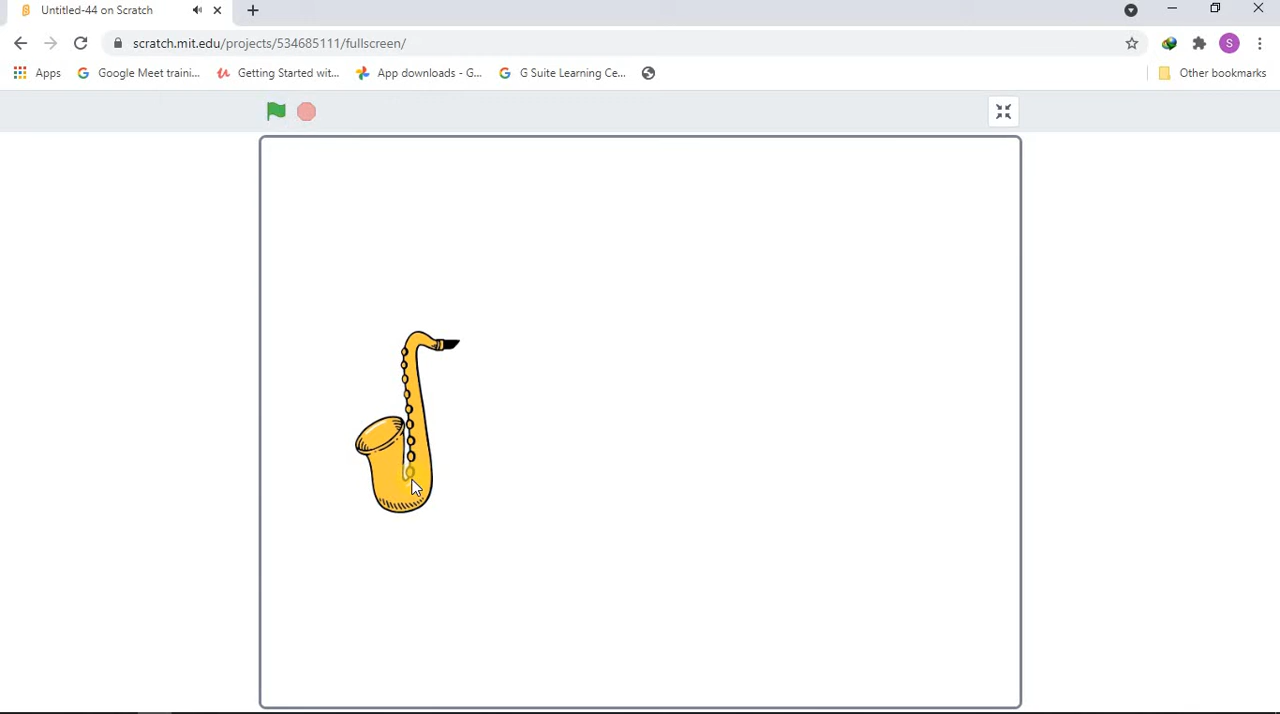 Untitled-44 on Scratch
scratch.mit.edu/projects/534685111/fullscreen/
S
Apps
Google Meet traini...
Getting Started wit...
App downloads - G...
G Suite Learning Ce...
Other bookmarks